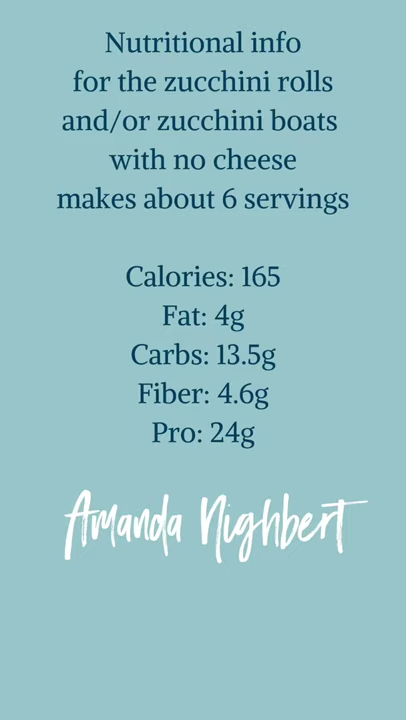 Nutritional info
for the zucchini rolls
and/or zucchini boats
with no cheese
makes about 6 servings
Calories: 165
Fat: 4g
Carbs: 13.5g
Fiber: 4.6g
Pro: 24g
Amanda Nighbert